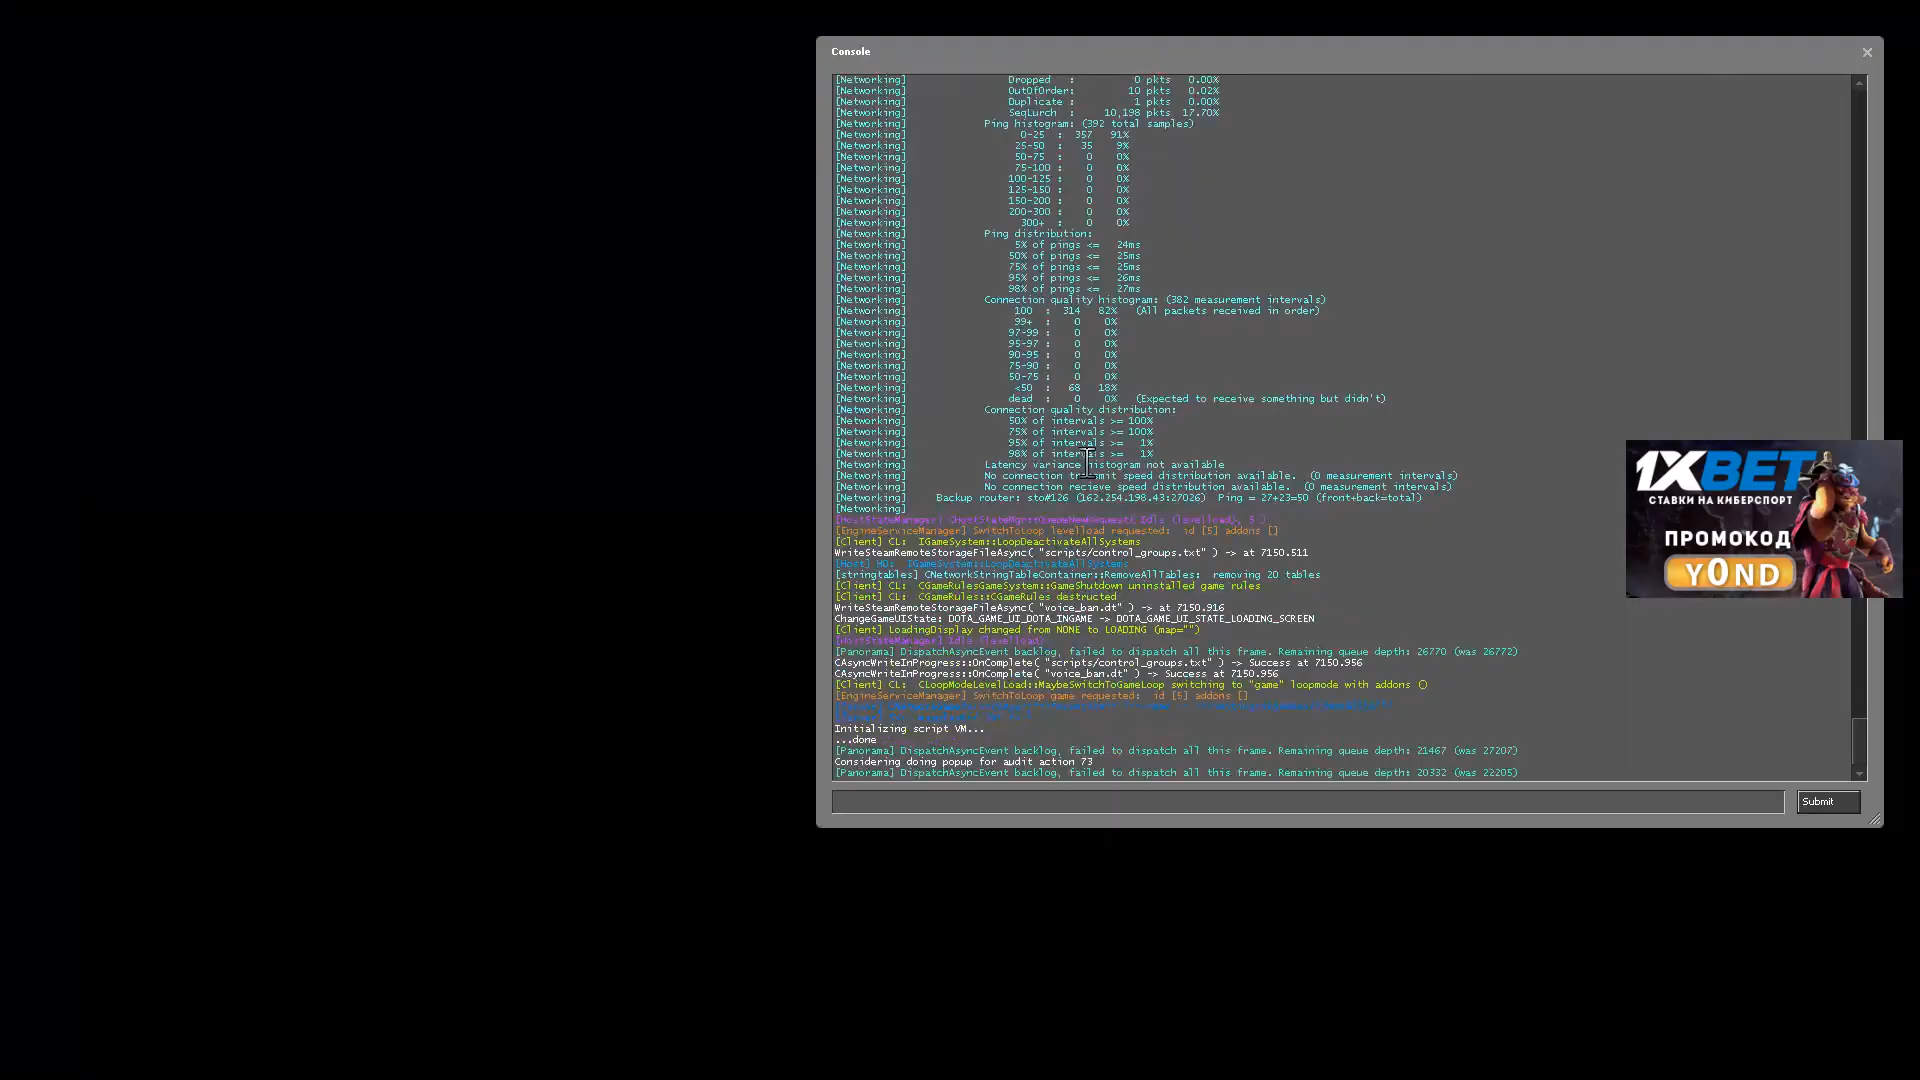 Console
[Networking] Dropped : 0 pkts 0.00%
[Networking] OutOfOrder: 10 pkts 0.02%
[Networking] Duplicate : 1 pkts 0.00%
[Networking] SeqLurch : 10,198 pkts 17.70%
[Networking] Ping histogram: (392 total samples)
[Networking] 0-25 : 357 91%
[Networking] 25-50 : 35 9%
[Networking] 50-75 : 0 0%
[Networking] 75-100 : 0 0%
[Networking] 100-125 : 0 0%
[Networking] 125-150 : 0 0%
[Networking] 150-200 : 0 0%
[Networking] 200-300 : 0 0%
[Networking] 300+ : 0 0%
[Networking] Ping distribution:
[Networking] 5% of pings <= 24ms
[Networking] 50% of pings <= 25ms
[Networking] 75% of pings <= 25ms
[Networking] 95% of pings <= 26ms
[Networking] 98% of pings <= 27ms
[Networking] Connection quality histogram: (382 measurement intervals)
[Networking] 100 : 314 82% (All packets received in order)
[Networking] 99+ : 0 0%
[Networking] 97-99 : 0 0%
[Networking] 95-97 : 0 0%
[Networking] 90-95 : 0 0%
[Networking] 75-90 : 0 0%
[Networking] 50-75 : 0 0%
[Networking] <50 : 68 18%
[Networking] dead : 0 0% (Expected to receive something but didn't)
[Networking] Connection quality distribution:
[Networking] 50% of intervals >= 100%
[Networking] 75% of intervals >= 100%
[Networking] 95% of intervals >= 1%
[Networking] 98% of intervals >= 1%
[Networking] Latency variance histogram not available
[Networking] No connection transmit speed distribution available. (0 measurement intervals)
[Networking] No connection recieve speed distribution available. (0 measurement intervals)
[Networking] Backup router: sto#126 (162.254.198.43:27026) Ping = 27+23=50 (front+back=total)
[Networking]
[HostStateManager] CHostStateMgr::QueueNewRequest( Idle (levelload), 5 )
[EngineServiceManager] SwitchToLoop levelload requested: id [5] addons []
[Client] CL: IGameSystem::LoopDeactivateAllSystems
WriteSteamRemoteStorageFileAsync( "scripts/control_groups.txt" ) -> at 7150.511
[Host] HO: IGameSystem::LoopDeactivateAllSystems
[stringtables] CNetworkStringTableContainer::RemoveAllTables: removing 20 tables
[Client] CL: CGameRulesGameSystem::GameShutdown uninstalled game rules
[Client] CL: CGameRules::CGameRules destructed
WriteSteamRemoteStorageFileAsync( "voice_ban.dt" ) -> at 7150.916
ChangeGameUIState: DOTA_GAME_UI_DOTA_INGAME -> DOTA_GAME_UI_STATE_LOADING_SCREEN
[Client] LoadingDisplay changed from NONE to LOADING (map="")
[HostStateManager] Idle (levelload)
[Panorama] DispatchAsyncEvent backlog, failed to dispatch all this frame. Remaining queue depth: 26770 (was 26772)
CAsyncWriteInProgress::OnComplete( "scripts/control_groups.txt" ) -> Success at 7150.956
CAsyncWriteInProgress::OnComplete( "voice_ban.dt" ) -> Success at 7150.956
[Client] CL: CLoopModeLevelLoad::MaybeSwitchToGameLoop switching to "game" loopmode with addons ()
[EngineServiceManager] SwitchToLoop game requested: id [5] addons []
Initializing script VM...
...done
[Panorama] DispatchAsyncEvent backlog, failed to dispatch all this frame. Remaining queue depth: 21467 (was 27207)
Considering doing popup for audit action 73
[Panorama] DispatchAsyncEvent backlog, failed to dispatch all this frame. Remaining queue depth: 20332 (was 22205)
Submit
1XBET
СТАВКИ НА КИБЕРСПОРТ
ПРОМОКОД
Y0ND